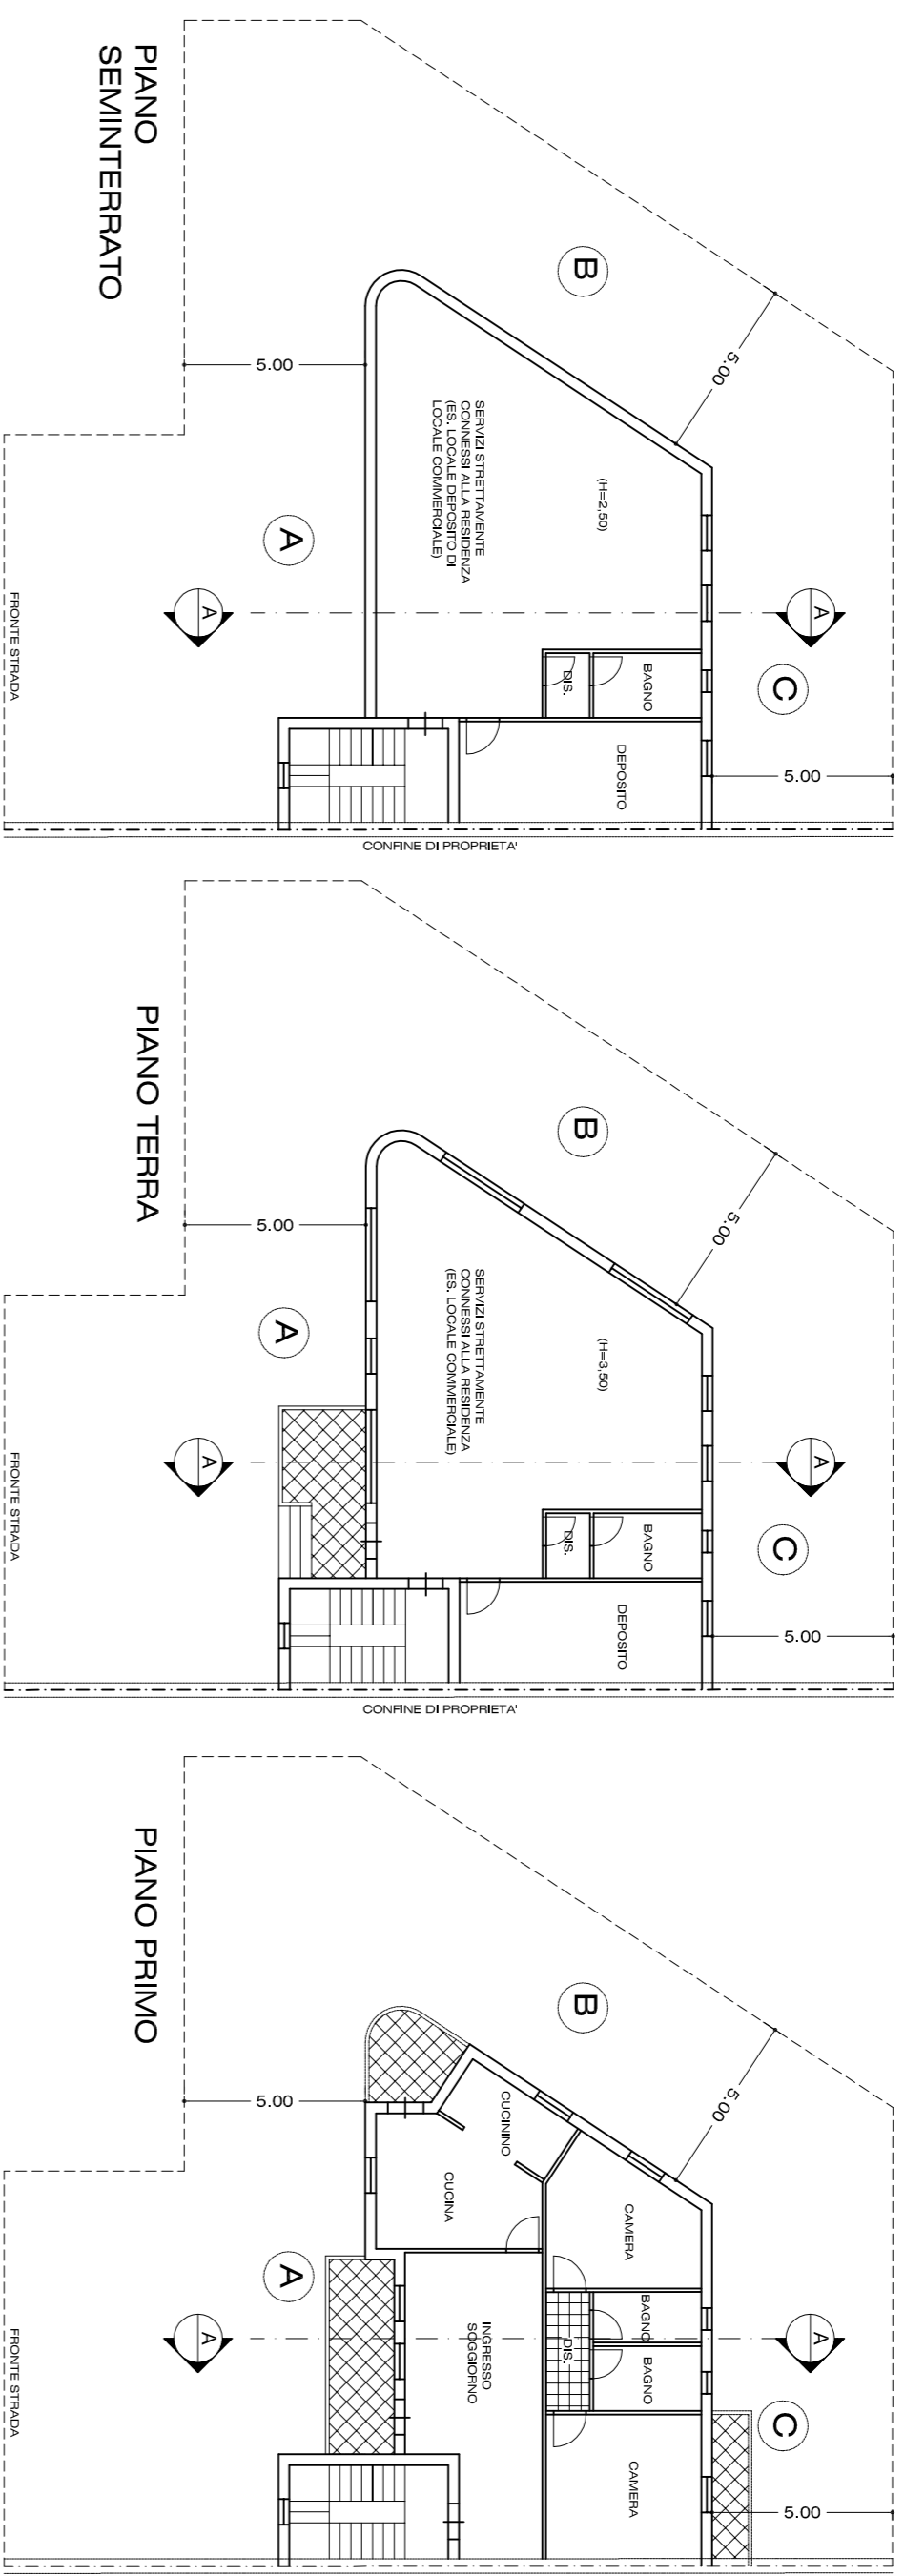 PIANO
SEMINTERRATO
B
5.00
5.00
SERVIZI STRETTAMENTE
CONNESSI ALLA RESIDENZA
(ES. LOCALE DEPOSITO DI
LOCALE COMMERCIALE)
(H=2,50)
A
A
A
C
BAGNO
DIS.
DEPOSITO
5.00
FRONTE STRADA
CONFINE DI PROPRIETA'
PIANO TERRA
B
5.00
5.00
SERVIZI STRETTAMENTE
CONNESSI ALLA RESIDENZA
(ES. LOCALE COMMERCIALE)
(H=3,50)
A
A
A
C
BAGNO
DIS.
DEPOSITO
5.00
FRONTE STRADA
CONFINE DI PROPRIETA'
PIANO PRIMO
B
5.00
5.00
CUCININO
CUCINA
CAMERA
A
A
A
C
BAGNO
BAGNO
DIS.
INGRESSO
SOGGIORNO
CAMERA
5.00
FRONTE STRADA